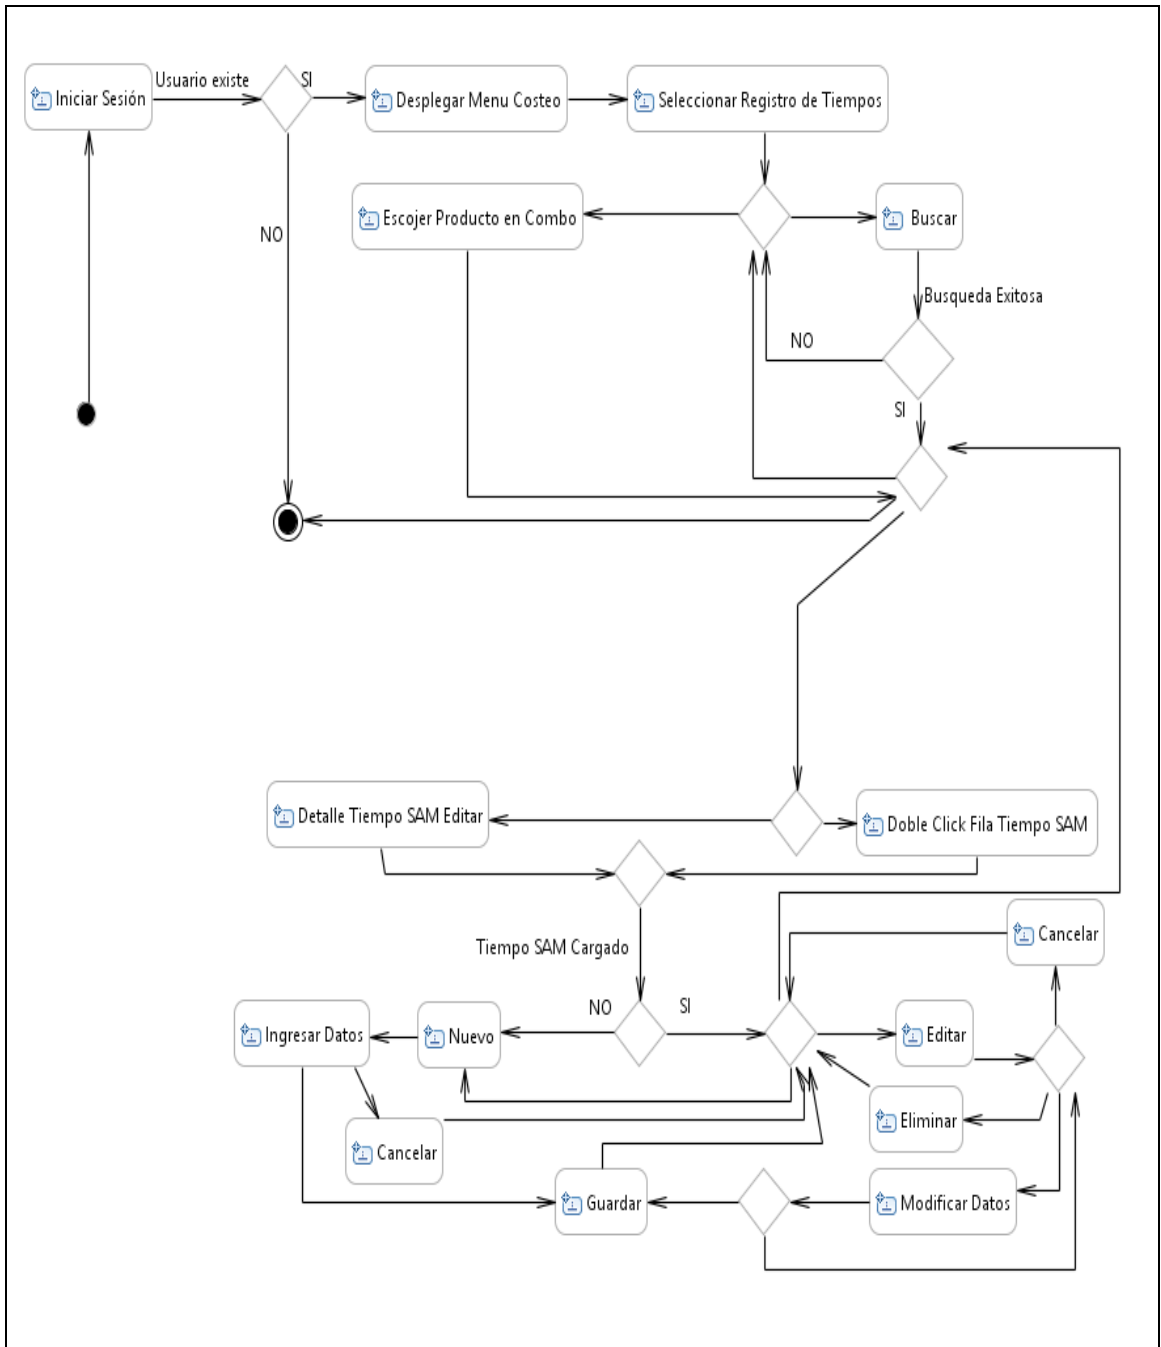 Iniciar Sesión
Usuario existe
SI
Desplegar Menu Costeo
Seleccionar Registro de Tiempos
NO
Escojer Producto en Combo
Buscar
Busqueda Exitosa
NO
SI
Detalle Tiempo SAM Editar
Doble Click Fila Tiempo SAM
Tiempo SAM Cargado
Cancelar
NO
SI
Ingresar Datos
Nuevo
Editar
Eliminar
Cancelar
Guardar
Modificar Datos